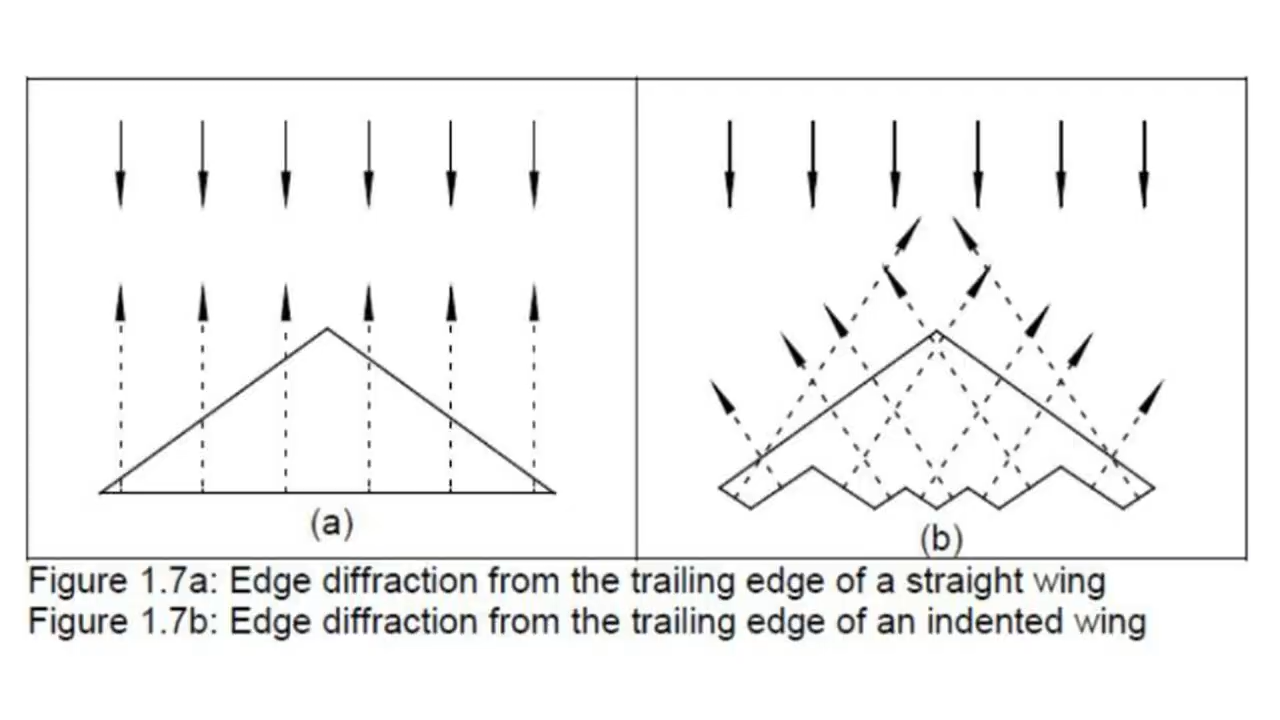 (a)
(b)
Figure 1.7a: Edge diffraction from the trailing edge of a straight wing
Figure 1.7b: Edge diffraction from the trailing edge of an indented wing